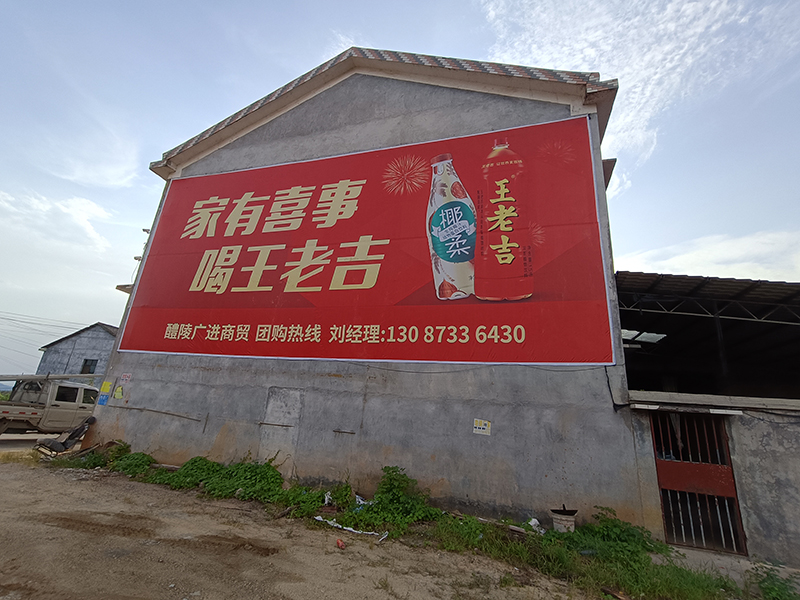 家有喜事
喝王老吉
椰
柔
王老吉
醴陵广进商贸 团购热线 刘经理:130 8733 6430